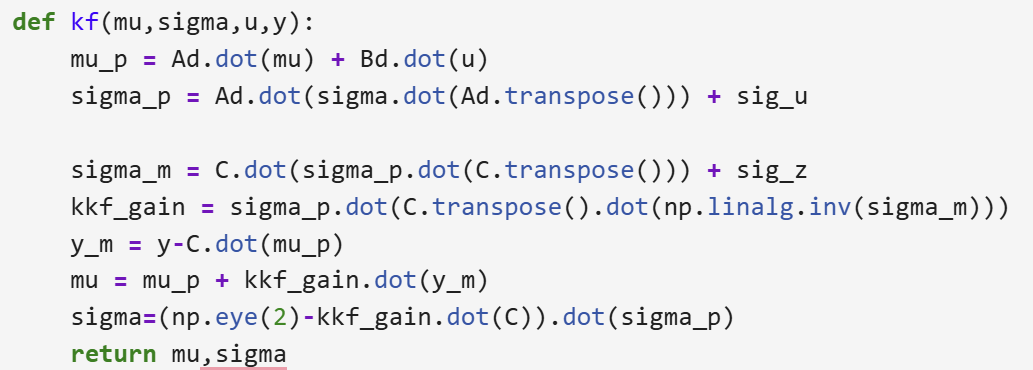 def kf(mu,sigma,u,y):
    mu_p = Ad.dot(mu) + Bd.dot(u)
    sigma_p = Ad.dot(sigma.dot(Ad.transpose())) + sig_u

    sigma_m = C.dot(sigma_p.dot(C.transpose())) + sig_z
    kkf_gain = sigma_p.dot(C.transpose().dot(np.linalg.inv(sigma_m)))
    y_m = y-C.dot(mu_p)
    mu = mu_p + kkf_gain.dot(y_m)
    sigma=(np.eye(2)-kkf_gain.dot(C)).dot(sigma_p)
    return mu,sigma